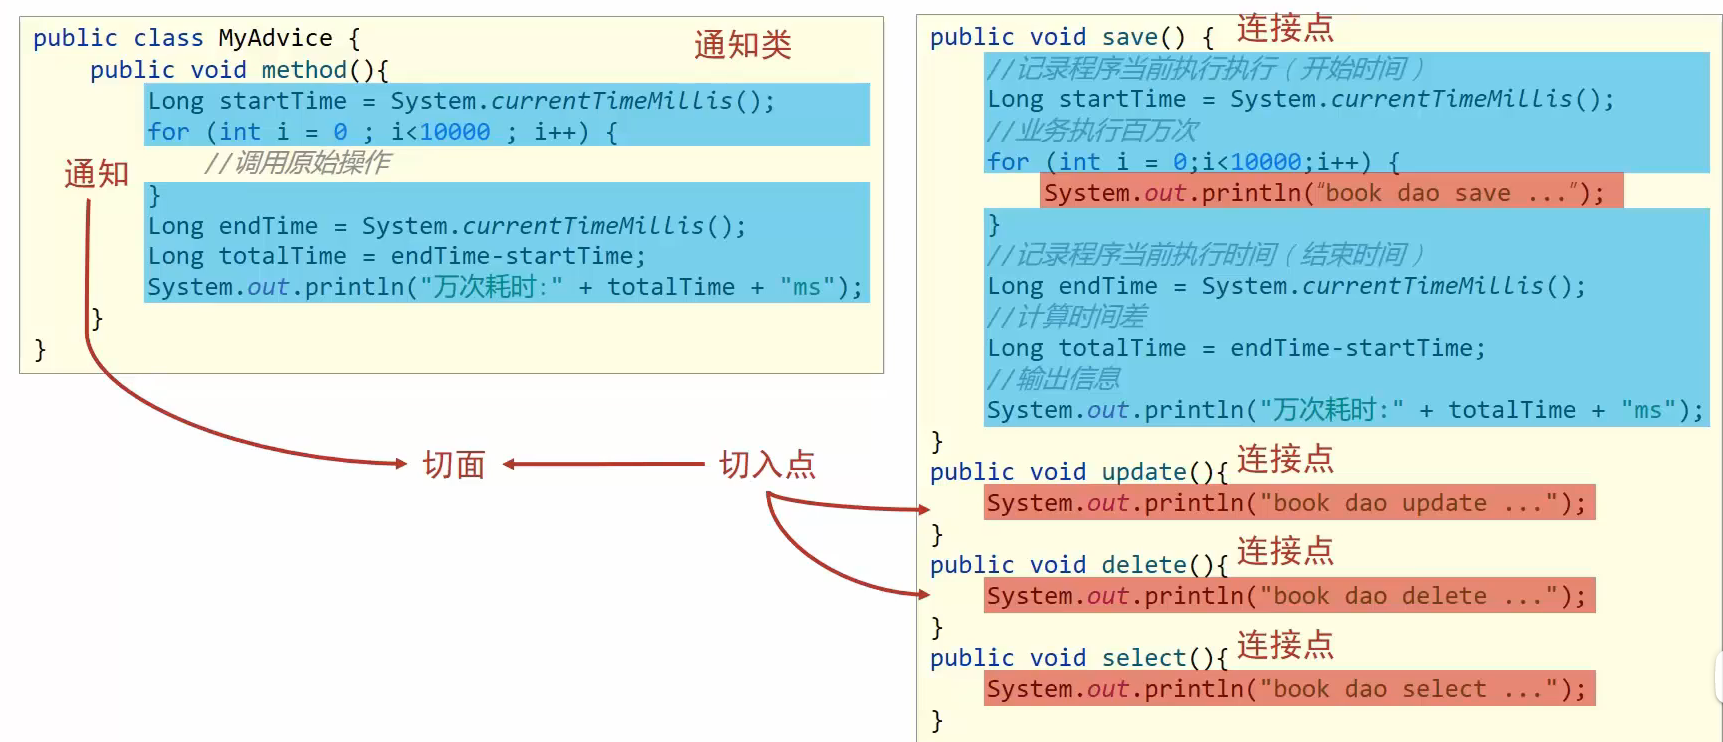 public class MyAdvice {
通知类
public void method(){
Long startTime = System.currentTimeMillis();
for (int i = 0 ; i<10000 ; i++) {
//调用原始操作
通知
}
Long endTime = System.currentTimeMillis();
Long totalTime = endTime-startTime;
System.out.println("万次耗时:" + totalTime + "ms");
}
}
切面
切入点
连接点
public void save() {
//记录程序当前执行执行（开始时间）
Long startTime = System.currentTimeMillis();
//业务执行百万次
for (int i = 0;i<10000;i++) {
System.out.println(“book dao save ...”);
}
//记录程序当前执行时间（结束时间）
Long endTime = System.currentTimeMillis();
//计算时间差
Long totalTime = endTime-startTime;
//输出信息
System.out.println("万次耗时:" + totalTime + "ms");
}
连接点
public void update(){
System.out.println("book dao update ...");
}
连接点
public void delete(){
System.out.println("book dao delete ...");
}
连接点
public void select(){
System.out.println("book dao select ...");
}